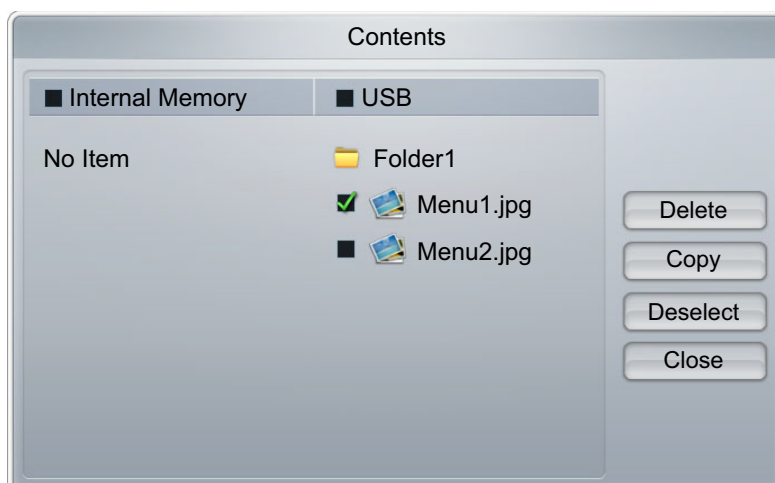 Contents
Internal Memory
USB
No Item
Folder1
Menu1.jpg
Menu2.jpg
Delete
Copy
Deselect
Close